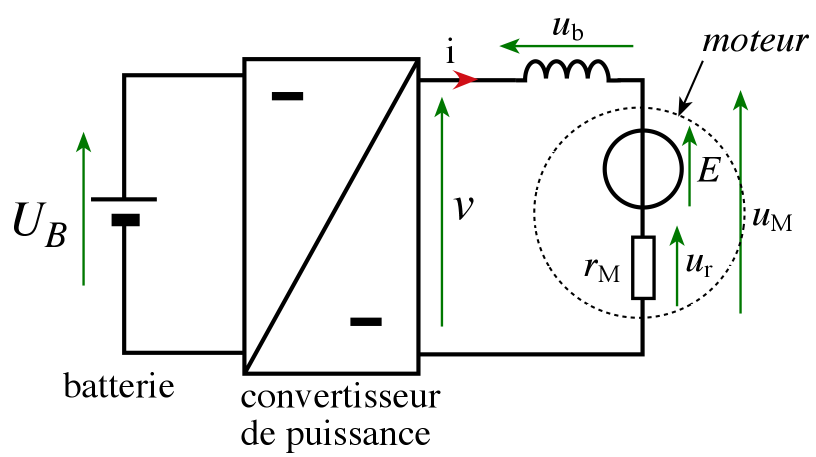 u_b
moteur
i
U_B
v
E
u_M
r_M
u_r
batterie
convertisseur
de puissance